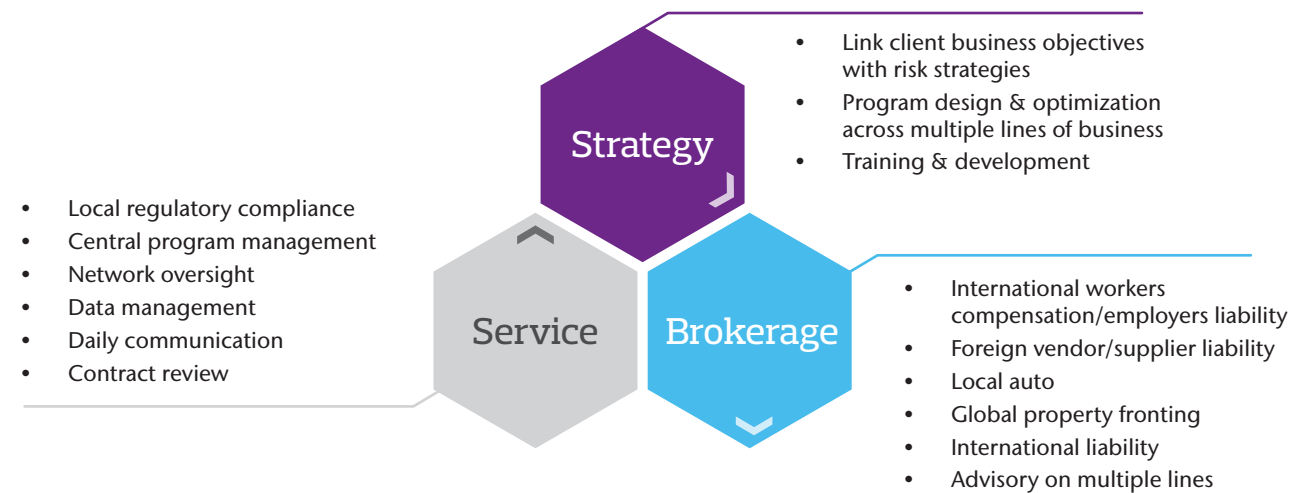 Strategy
• Link client business objectives
with risk strategies
• Program design & optimization
across multiple lines of business
• Training & development
Service
• Local regulatory compliance
• Central program management
• Network oversight
• Data management
• Daily communication
• Contract review
Brokerage
• International workers
compensation/employers liability
• Foreign vendor/supplier liability
• Local auto
• Global property fronting
• International liability
• Advisory on multiple lines